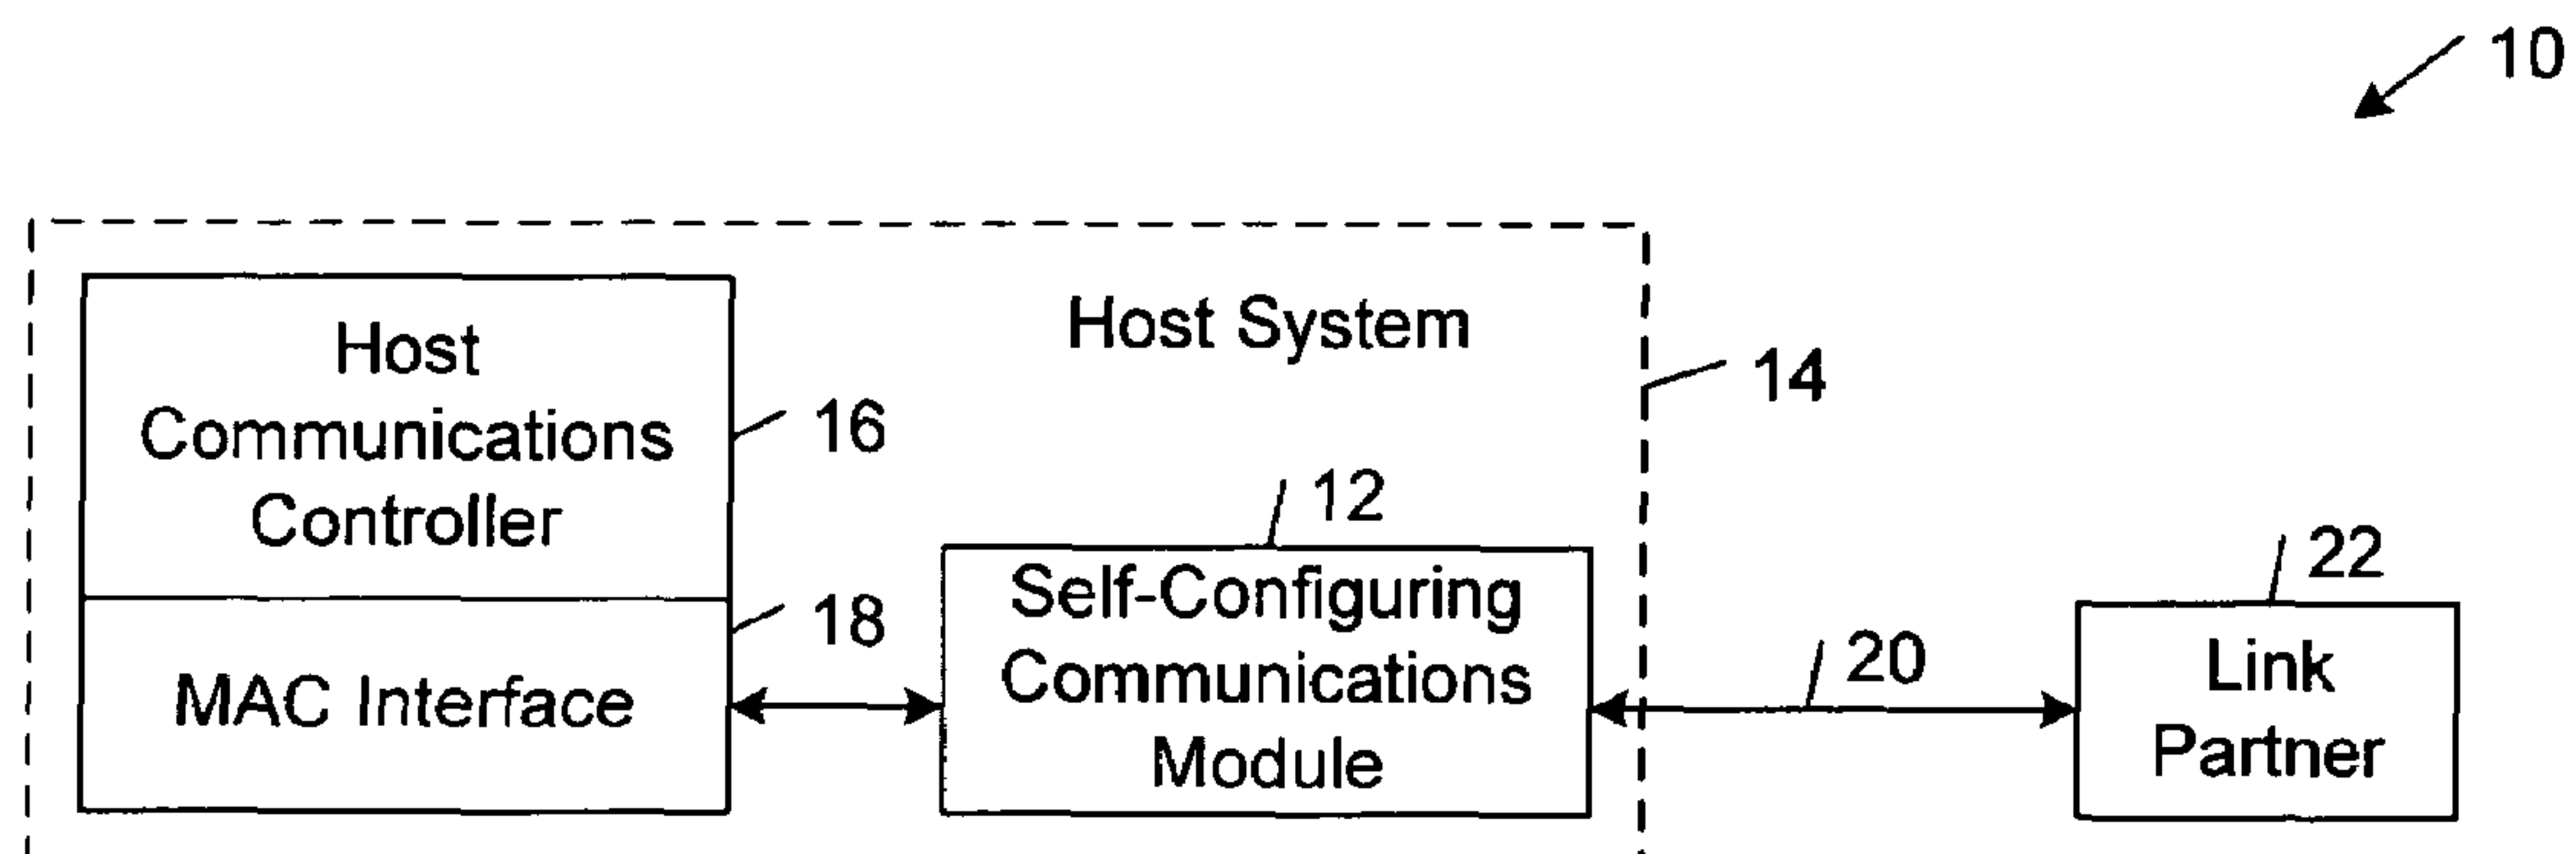 10
Host System
14
Host
Communications
Controller
16
12
18
MAC Interface
Self-Configuring
Communications
Module
20
22
Link
Partner